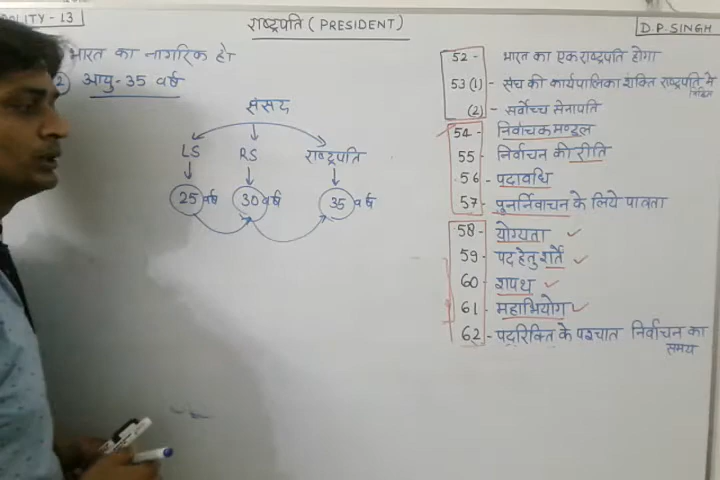 POLITY - 13
राष्ट्रपति ( PRESIDENT )
D.P. SINGH
भारत का नागरिक हो
2) आयु - 35 वर्ष
संसद
LS RS राष्ट्रपति
25 वर्ष 30 वर्ष 35 वर्ष
52 - भारत का एक राष्ट्रपति होगा
53 (1) - संघ की कार्यपालिका शक्ति राष्ट्रपति में निहित
(2) - सर्वोच्च सेनापति
54 - निर्वाचक मण्डल
55 - निर्वाचन की रीति
56 - पदावधि
57 - पुनर्निर्वाचन के लिये पात्रता
58 - योग्यता ✓
59 - पद हेतु शर्ते ✓
60 - शपथ ✓
61 - महाभियोग ✓
62 - पदरिक्ति के पश्चात निर्वाचन का
समय